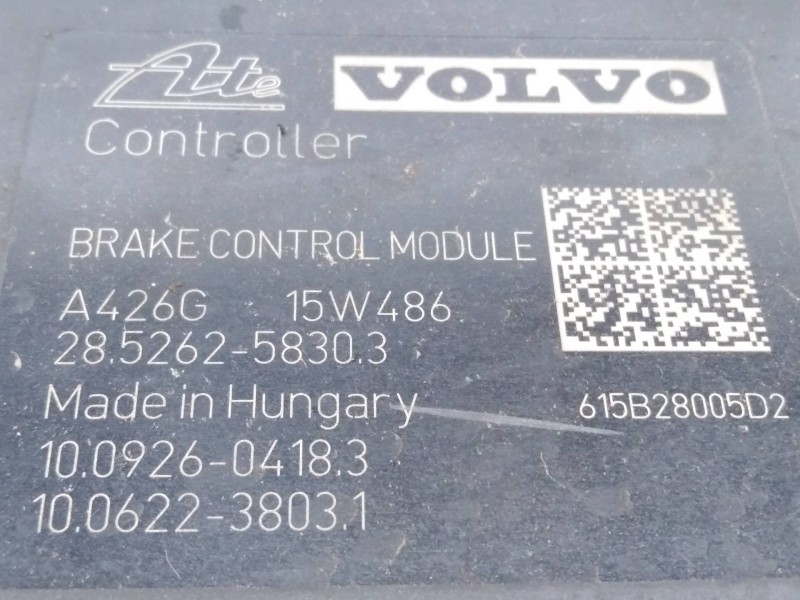 Ate VOLVO
Controller
BRAKE CONTROL MODULE
A426G 15W486
28.5262-5830.3
Made in Hungary 615B28005D2
10.0926-0418.3
10.0622-3803.1